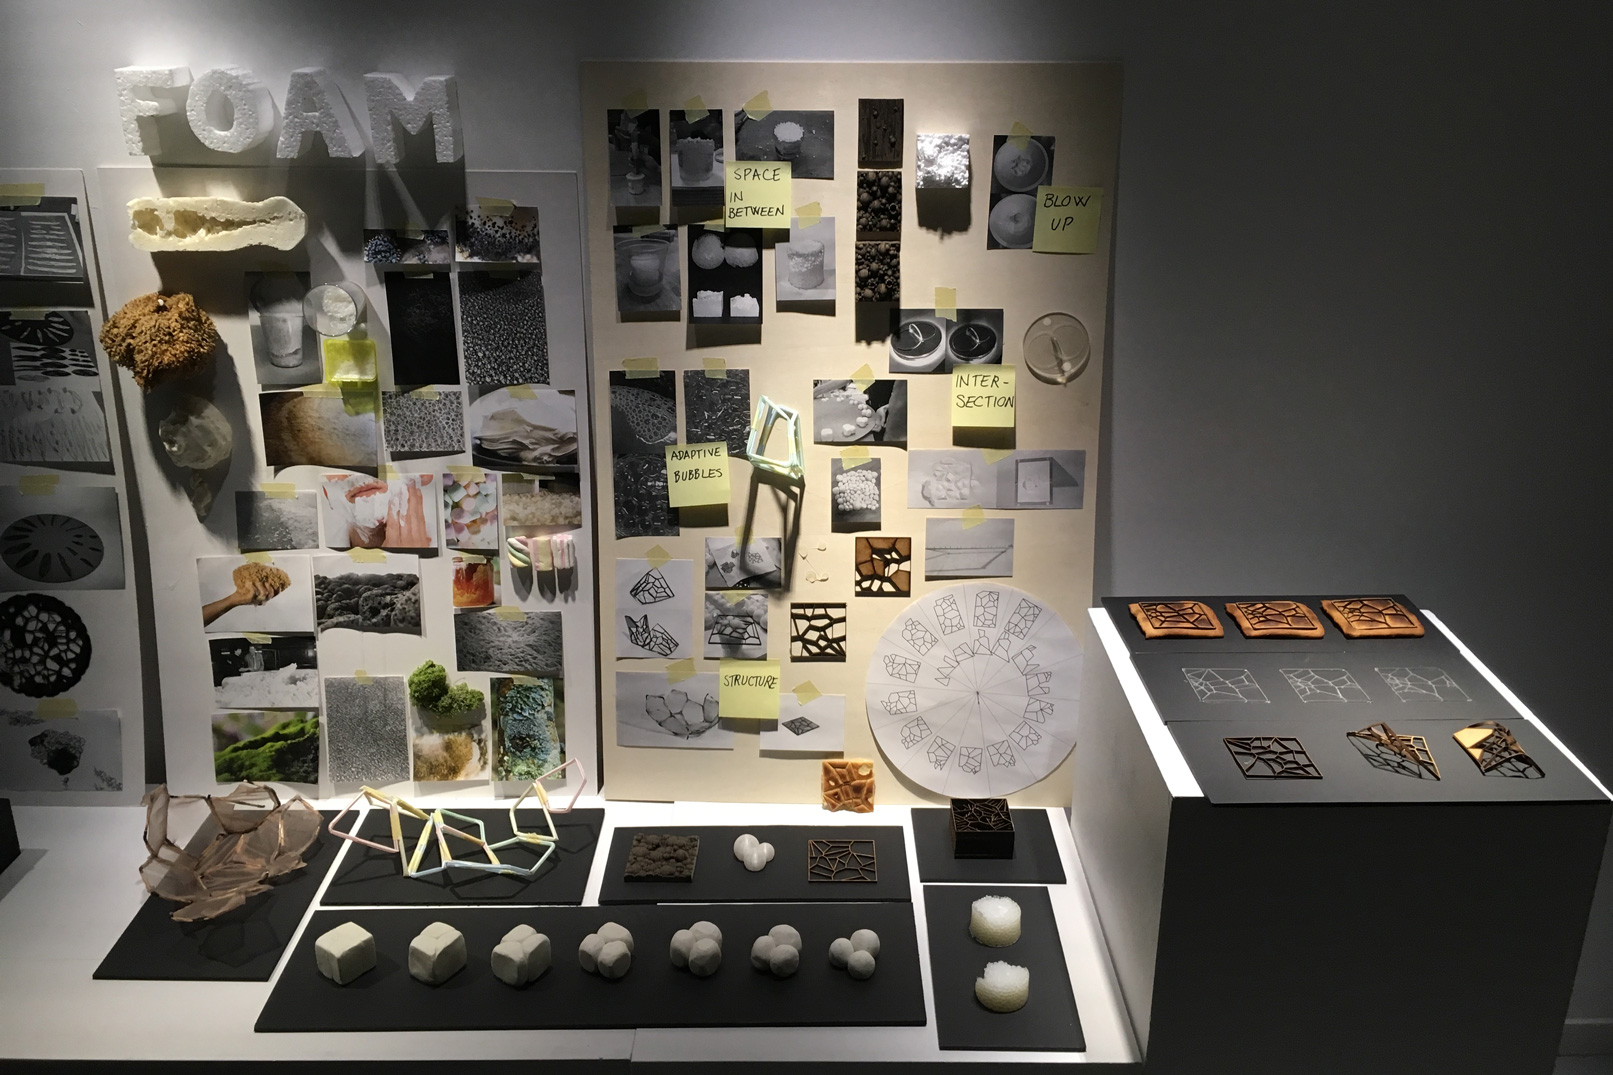 FOAM
SPACE
IN
BETWEEN
BLOW
UP
INTER-
SECTION
ADAPTIVE
BUBBLES
STRUCTURE